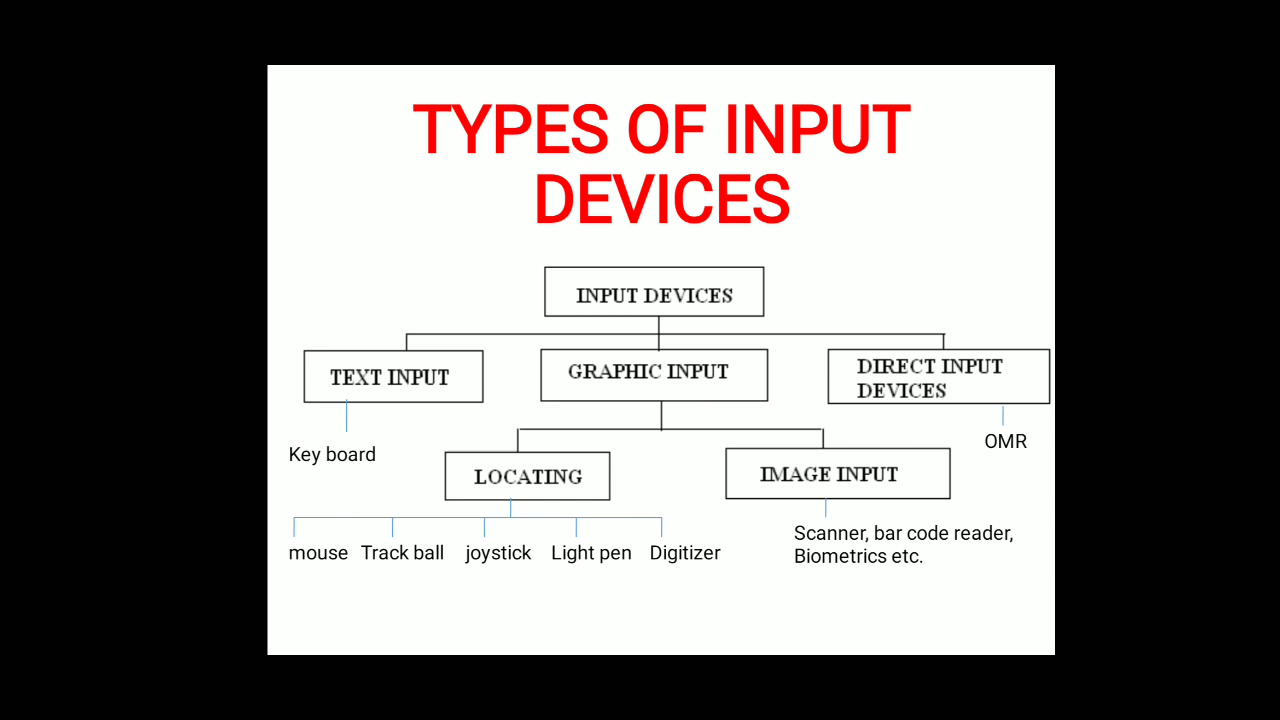 TYPES OF INPUT
DEVICES
INPUT DEVICES
TEXT INPUT
GRAPHIC INPUT
DIRECT INPUT
DEVICES
Key board
OMR
LOCATING
IMAGE INPUT
mouse Track ball joystick Light pen Digitizer
Scanner, bar code reader,
Biometrics etc.